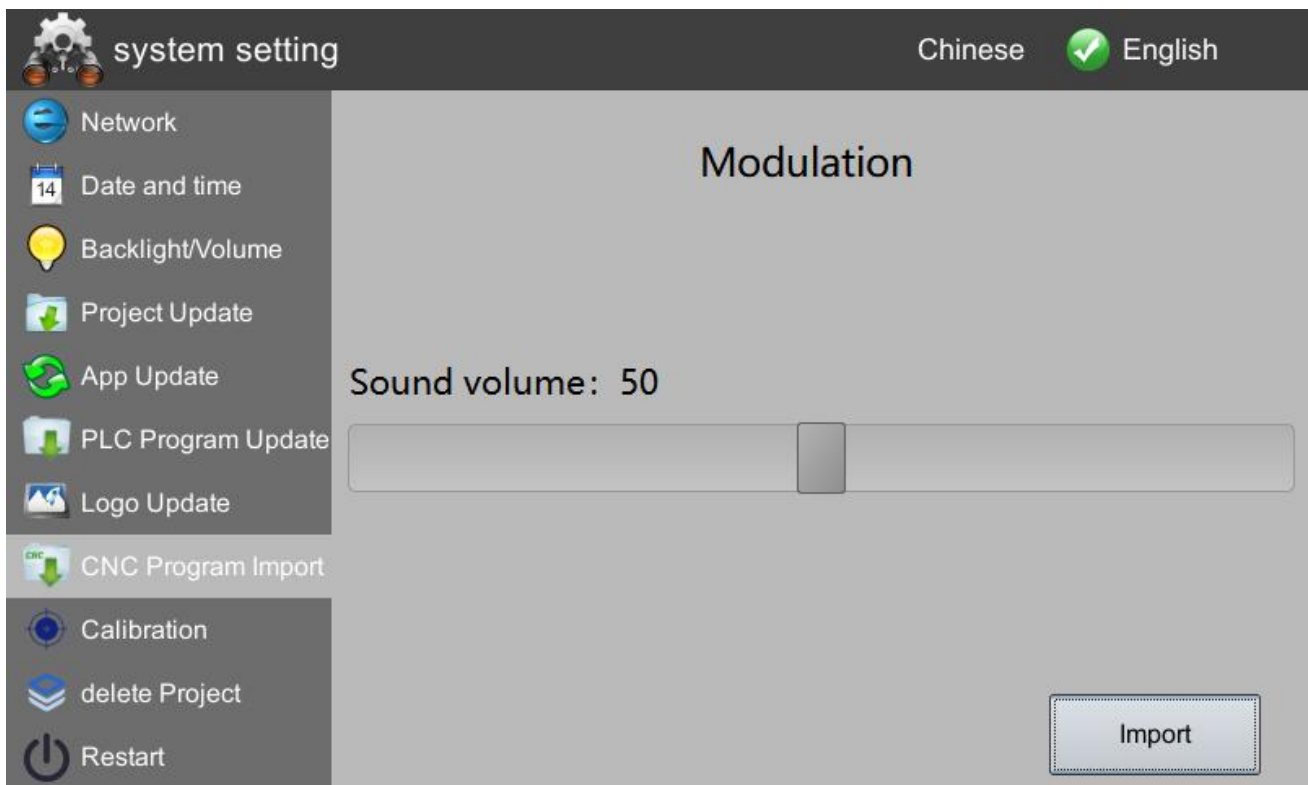 system setting
Chinese
English
Network
14
Date and time
Backlight/Volume
Project Update
App Update
PLC Program Update
Logo Update
CNC
CNC Program Import
Calibration
delete Project
Restart
Modulation
Sound volume: 50
Import